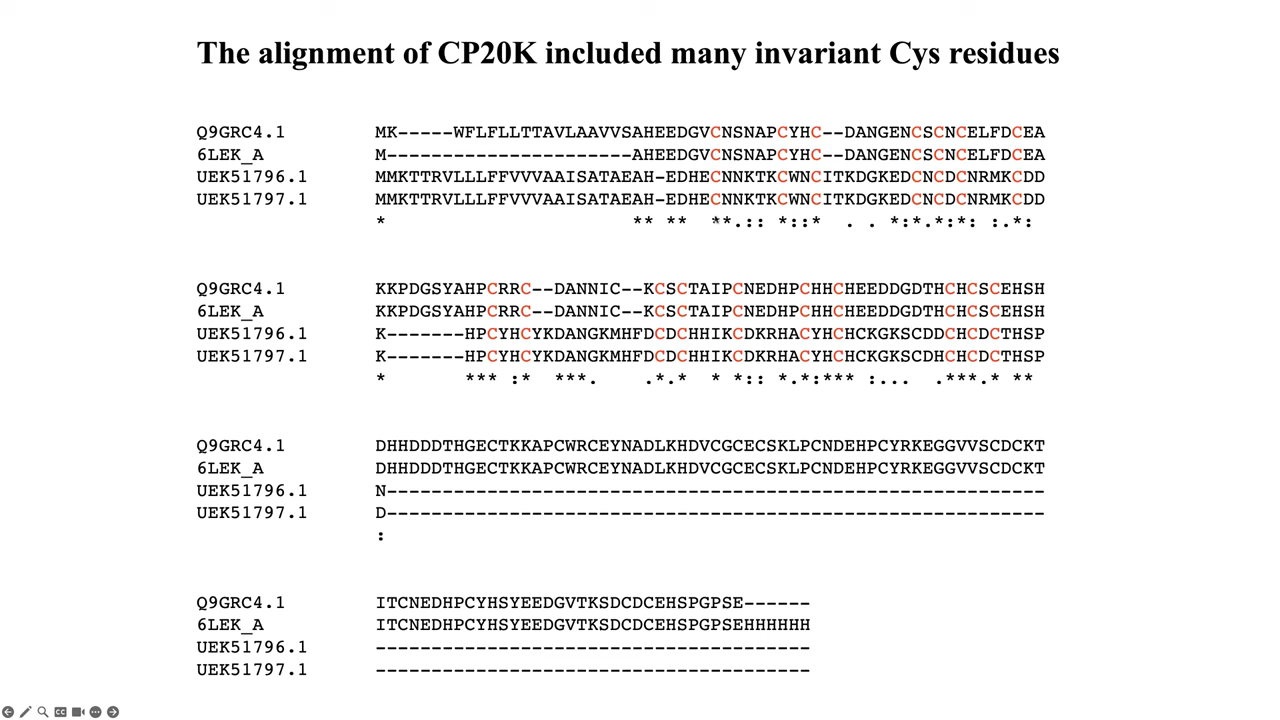 The alignment of CP20K included many invariant Cys residues
Q9GRC4.1 MK-----WFLFLLTTAVLAAVVSAHEEDGVCNSNAPCYHC--DANGENCSCNCELFDCEA
6LEK_A M----------------------AHEEDGVCNSNAPCYHC--DANGENCSCNCELFDCEA
UEK51796.1 MMKTTRVLLLFFVVVAAISATAEAH-EDHECNNKTKCWNCITKDGKEDCNCDCNRMKCDD
UEK51797.1 MMKTTRVLLLFFVVVAAISATAEAH-EDHECNNKTKCWNCITKDGKEDCNCDCNRMKCDD
*                      ** **  **.:: *::*  . .  *:*.*:*: :.*:
Q9GRC4.1 KKPDGSYAHPCRRC--DANNIC--KCSCTAIPCNEDHPCHHCHEEDDGDTHCHCSCEHSH
6LEK_A KKPDGSYAHPCRRC--DANNIC--KCSCTAIPCNEDHPCHHCHEEDDGDTHCHCSCEHSH
UEK51796.1 K-------HPCYHCYKDANGKMHFDCDCHHIKCDKRHACYHCHCKGKSCDDCHCDCTHSP
UEK51797.1 K-------HPCYHCYKDANGKMHFDCDCHHIKCDKRHACYHCHCKGKSCDHCHCDCTHSP
*       *** :*  ***.    .*.*  * *:: *.*:*** :...  .***.* **
Q9GRC4.1 DHHDDDTHGECTKKAPCWRCEYNADLKHDVCGCECSKLPCNDEHPCYRKEGGVVSCDCKT
6LEK_A DHHDDDTHGECTKKAPCWRCEYNADLKHDVCGCECSKLPCNDEHPCYRKEGGVVSCDCKT
UEK51796.1 N-----------------------------------------------------------
UEK51797.1 D-----------------------------------------------------------
:
Q9GRC4.1 ITCNEDHPCYHSYEEDGVTKSDCDCEHSPGPSE------
6LEK_A ITCNEDHPCYHSYEEDGVTKSDCDCEHSPGPSEHHHHHH
UEK51796.1 ---------------------------------------
UEK51797.1 ---------------------------------------